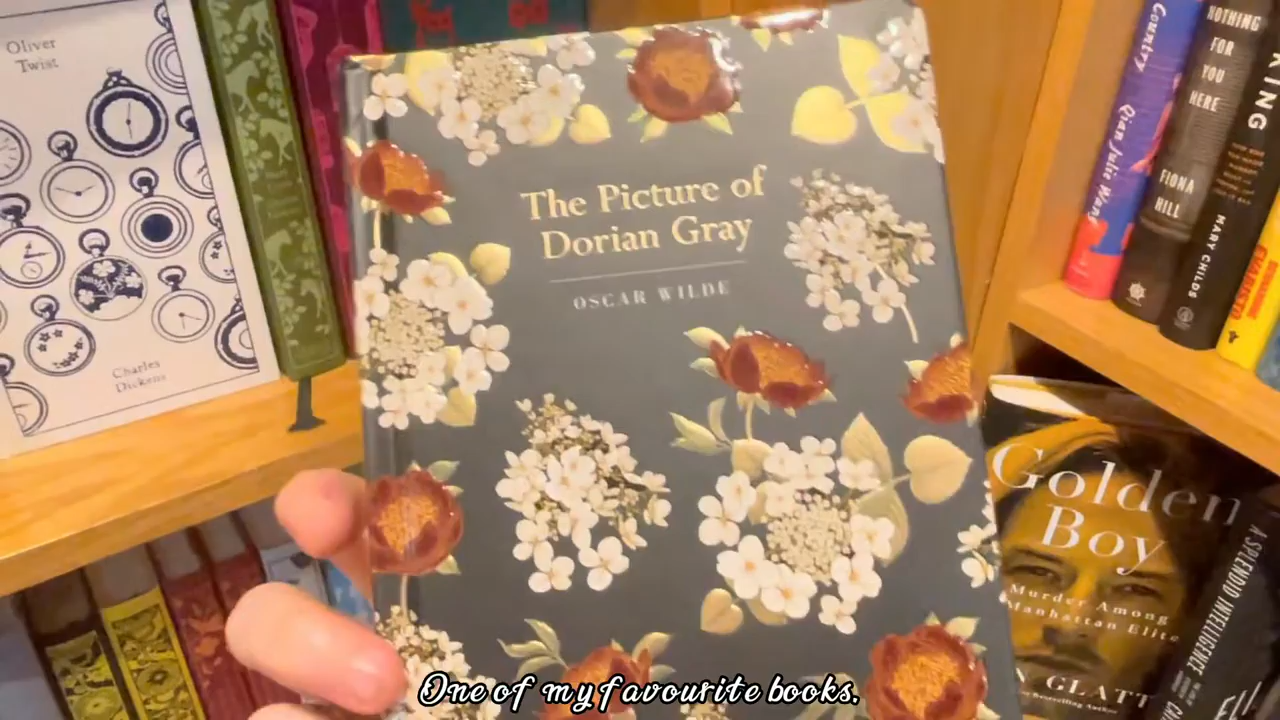 Oliver
Twist
Charles
Dickens
The Picture of
Dorian Gray
OSCAR WILDE
Country
Qian Julie Wang
NOTHING
FOR
YOU
HERE
FIONA
HILL
KING
MARY CHILDS
Golden
Boy
Murder Among
Manhattan Elite
GLATT
A SPLENDID INTELLIGENCE
One of my favourite books.